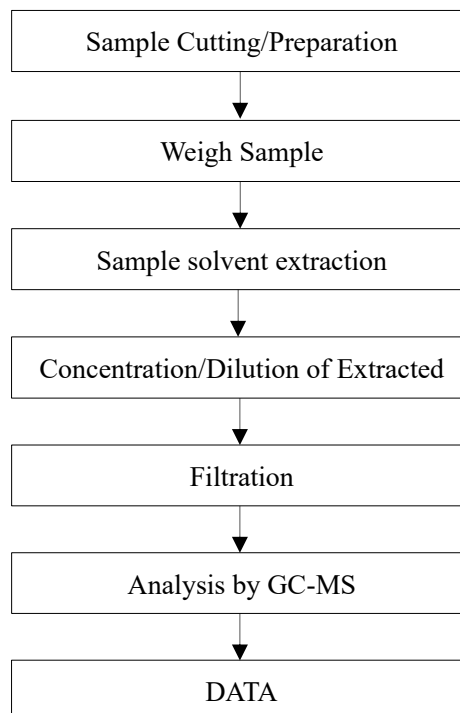 Sample Cutting/Preparation
Weigh Sample
Sample solvent extraction
Concentration/Dilution of Extracted
Filtration
Analysis by GC-MS
DATA